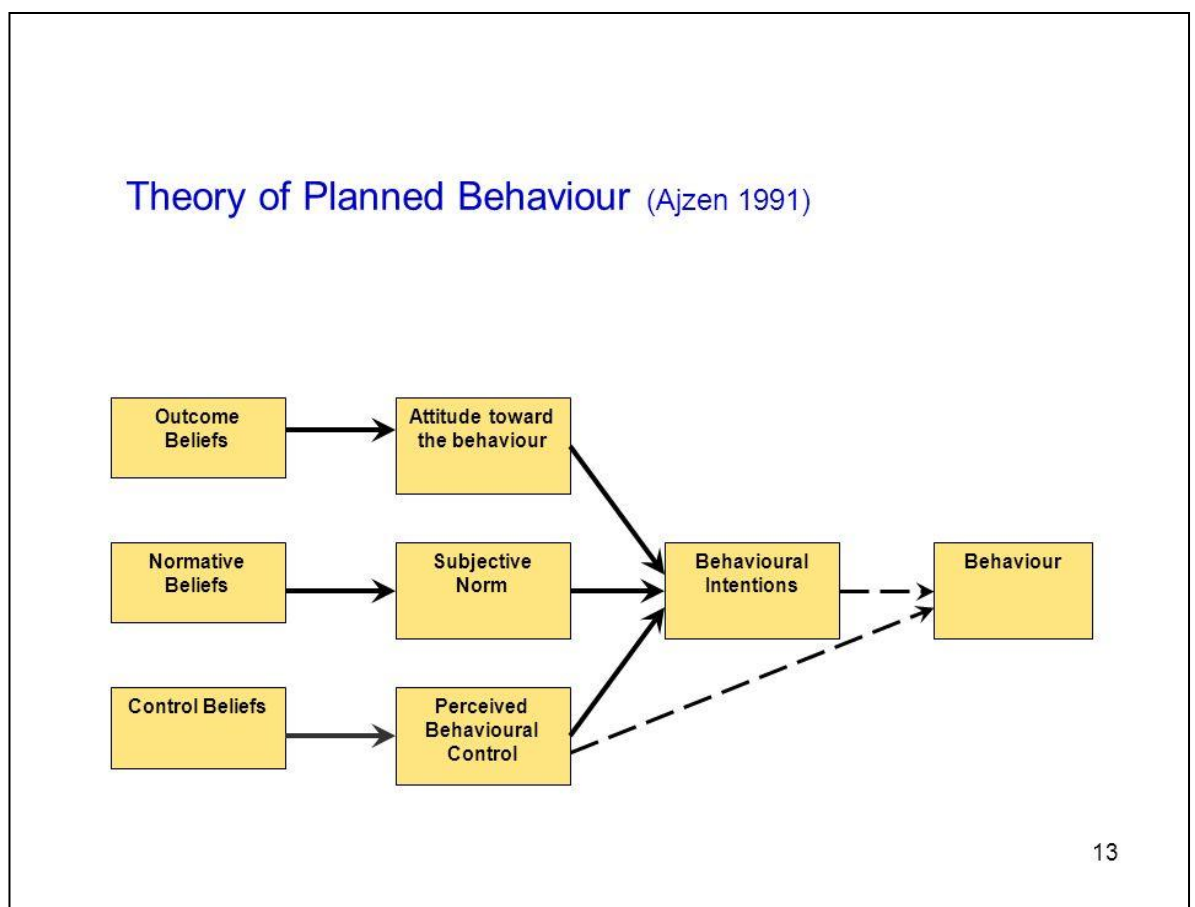 Theory of Planned Behaviour (Ajzen 1991)
Outcome
Beliefs
Attitude toward
the behaviour
Normative
Beliefs
Subjective
Norm
Behavioural
Intentions
Behaviour
Control Beliefs
Perceived
Behavioural
Control
13